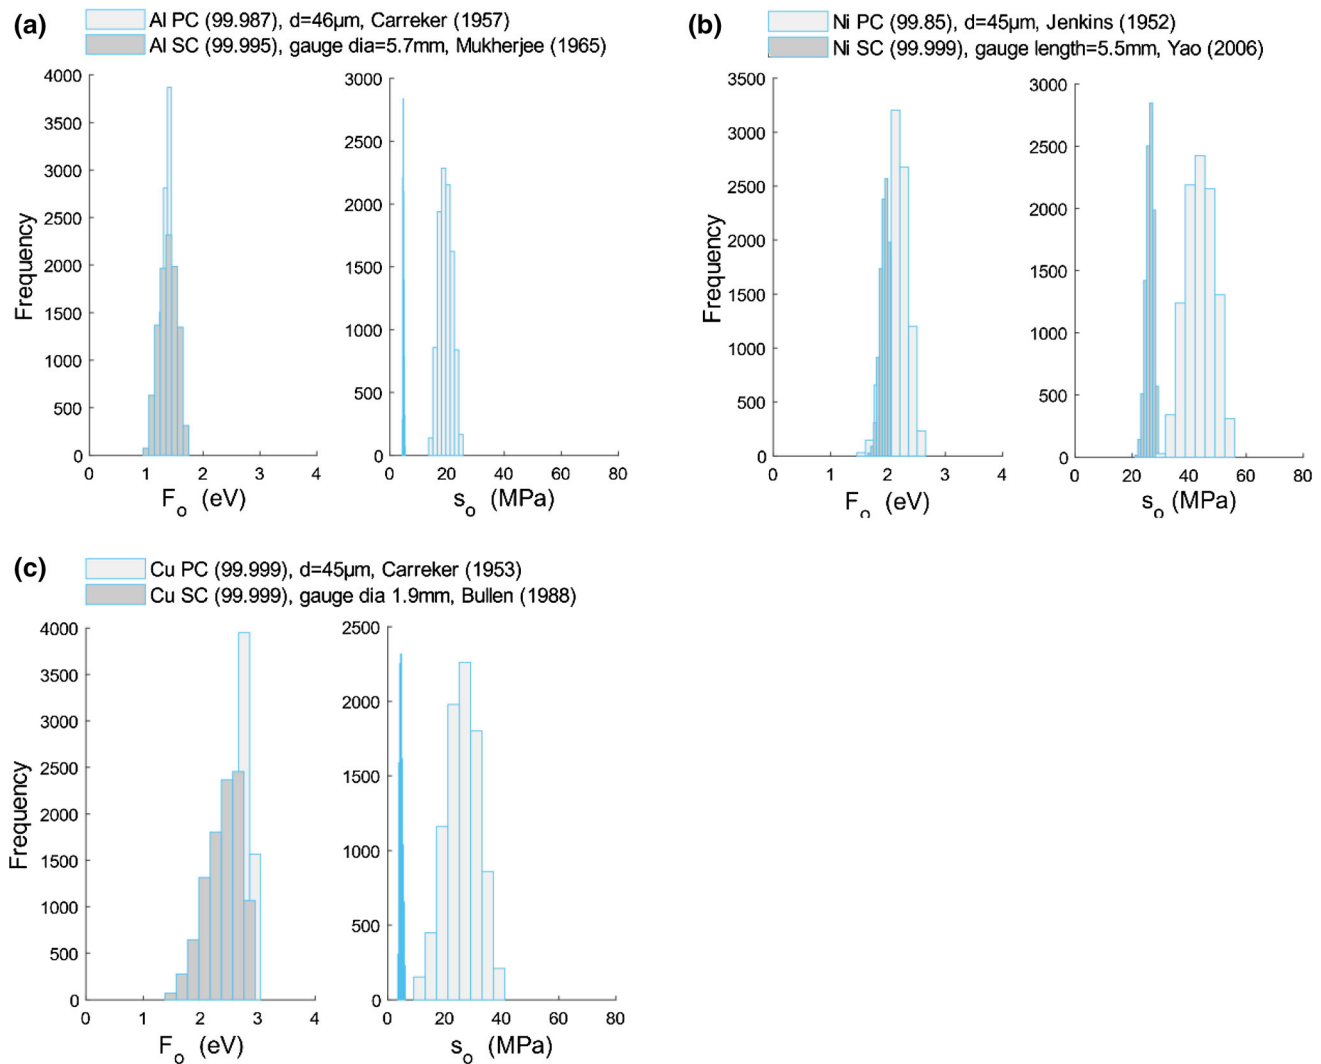 (a)
Al PC (99.987), d=46µm, Carreker (1957)
Al SC (99.995), gauge dia=5.7mm, Mukherjee (1965)
Frequency
4000
3500
3000
2500
2000
1500
1000
500
0
0 1 2 3 4
F₀ (eV)
3000
2500
2000
1500
1000
500
0
0 20 40 60 80
s₀ (MPa)
(b)
Ni PC (99.85), d=45µm, Jenkins (1952)
Ni SC (99.999), gauge length=5.5mm, Yao (2006)
Frequency
3500
3000
2500
2000
1500
1000
500
0
0 1 2 3 4
F₀ (eV)
3000
2500
2000
1500
1000
500
0
0 20 40 60 80
s₀ (MPa)
(c)
Cu PC (99.999), d=45µm, Carreker (1953)
Cu SC (99.999), gauge dia 1.9mm, Bullen (1988)
Frequency
4000
3500
3000
2500
2000
1500
1000
500
0
0 1 2 3 4
F₀ (eV)
2500
2000
1500
1000
500
0
0 20 40 60 80
s₀ (MPa)